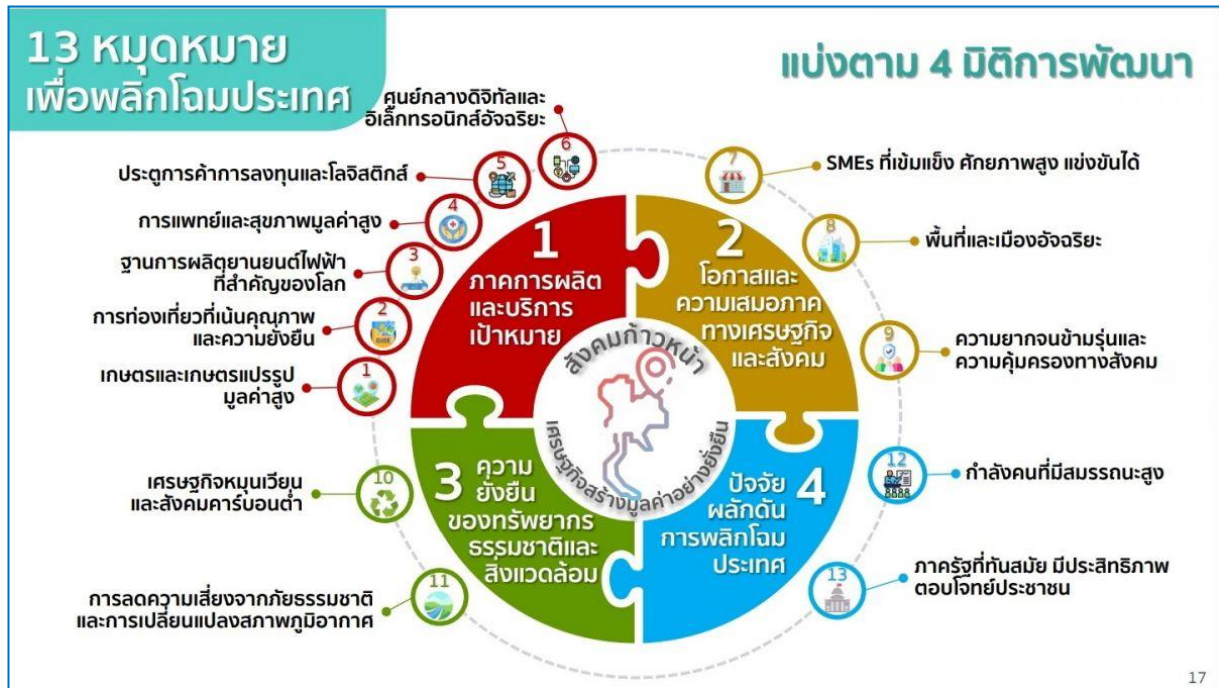 13 หมุดหมาย
เพื่อพลิกโฉมประเทศ
แบ่งตาม 4 มิติการพัฒนา
6
ศูนย์กลางดิจิทัลและ
อิเล็กทรอนิกส์อัจฉริยะ
5
ประตูการค้าการลงทุนและโลจิสติกส์
4
การแพทย์และสุขภาพมูลค่าสูง
3
ฐานการผลิตยานยนต์ไฟฟ้า
ที่สำคัญของโลก
2
การท่องเที่ยวที่เน้นคุณภาพ
และความยั่งยืน
1
เกษตรและเกษตรแปรรูป
มูลค่าสูง
1
ภาคการผลิต
และบริการ
เป้าหมาย
2
โอกาสและ
ความเสมอภาค
ทางเศรษฐกิจ
และสังคม
7
SMEs ที่เข้มแข็ง ศักยภาพสูง แข่งขันได้
8
พื้นที่และเมืองอัจฉริยะ
9
ความยากจนข้ามรุ่นและ
ความคุ้มครองทางสังคม
สังคมก้าวหน้า
เศรษฐกิจสร้างมูลค่าอย่างยั่งยืน
3 ความ
ยั่งยืน
ของทรัพยากร
ธรรมชาติและ
สิ่งแวดล้อม
10
เศรษฐกิจหมุนเวียน
และสังคมคาร์บอนต่ำ
11
การลดความเสี่ยงจากภัยธรรมชาติ
และการเปลี่ยนแปลงสภาพภูมิอากาศ
4
ปัจจัย
ผลักดัน
การพลิกโฉม
ประเทศ
12
กำลังคนที่มีสมรรถนะสูง
13
ภาครัฐที่ทันสมัย มีประสิทธิภาพ
ตอบโจทย์ประชาชน
17